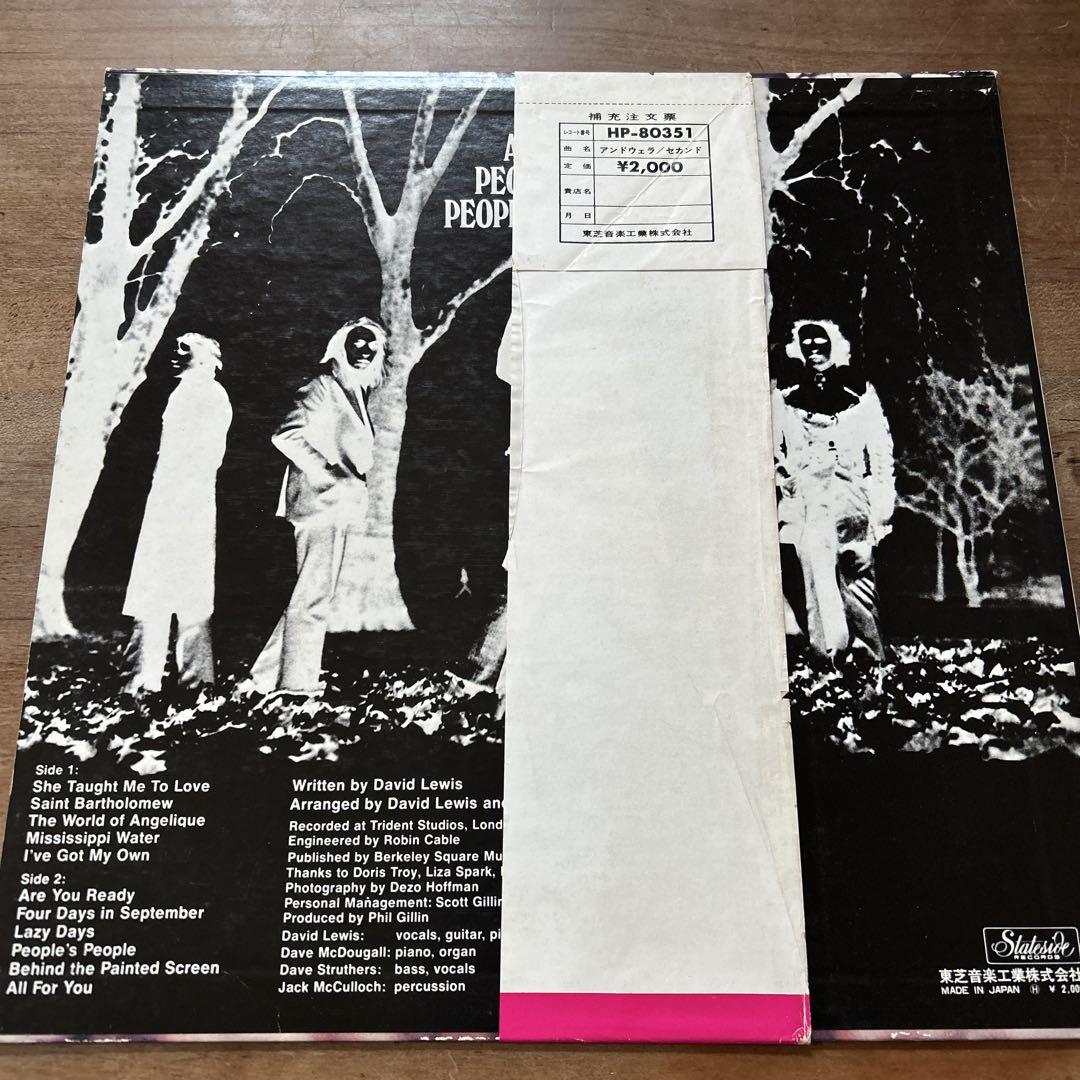 補充注文票
レコード番号 HP-80351
曲名 アンドウェラ/セカンド
定価 ¥2,000
貴店名
月日
東芝音楽工業株式会社
Side 1:
She Taught Me To Love
Saint Bartholomew
The World of Angelique
Mississippi Water
I've Got My Own
Side 2:
Are You Ready
Four Days in September
Lazy Days
People's People
Behind the Painted Screen
All For You
Written by David Lewis
Arranged by David Lewis and
Recorded at Trident Studios,
Engineered by Robin Cable
Published by Berkeley Square
Thanks to Doris Troy, Liza Spark,
Photography by Dezo Hoffman
Personal Management: Scott
Produced by Phil Gillin
David Lewis: vocals, guitar,
Dave McDougall: piano, organ
Dave Struthers: bass, vocals
Jack McCulloch: percussion
Stateside
RECORDS
東芝音楽工業株式会社
MADE IN JAPAN Ⓗ ¥ 2,00